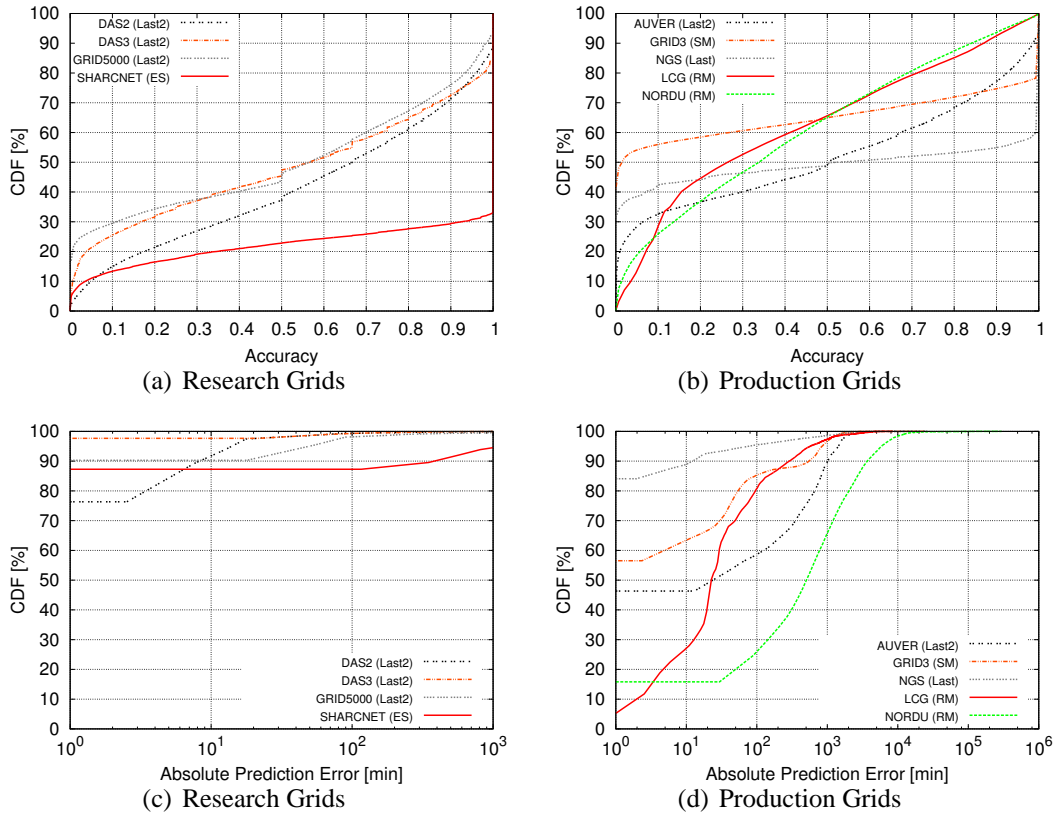 CDF [%]
100
90
80
70
60
50
40
30
20
10
0
DAS2 (Last2)
DAS3 (Last2)
GRID5000 (Last2)
SHARCNET (ES)
0 0.1 0.2 0.3 0.4 0.5 0.6 0.7 0.8 0.9 1
Accuracy
(a) Research Grids
CDF [%]
100
90
80
70
60
50
40
30
20
10
0
AUVER (Last2)
GRID3 (SM)
NGS (Last)
LCG (RM)
NORDU (RM)
0 0.1 0.2 0.3 0.4 0.5 0.6 0.7 0.8 0.9 1
Accuracy
(b) Production Grids
CDF [%]
100
90
80
70
60
50
40
30
20
10
0
DAS2 (Last2)
DAS3 (Last2)
GRID5000 (Last2)
SHARCNET (ES)
10^0 10^1 10^2 10^3
Absolute Prediction Error [min]
(c) Research Grids
CDF [%]
100
90
80
70
60
50
40
30
20
10
0
AUVER (Last2)
GRID3 (SM)
NGS (Last)
LCG (RM)
NORDU (RM)
10^0 10^1 10^2 10^3 10^4 10^5 10^6
Absolute Prediction Error [min]
(d) Production Grids